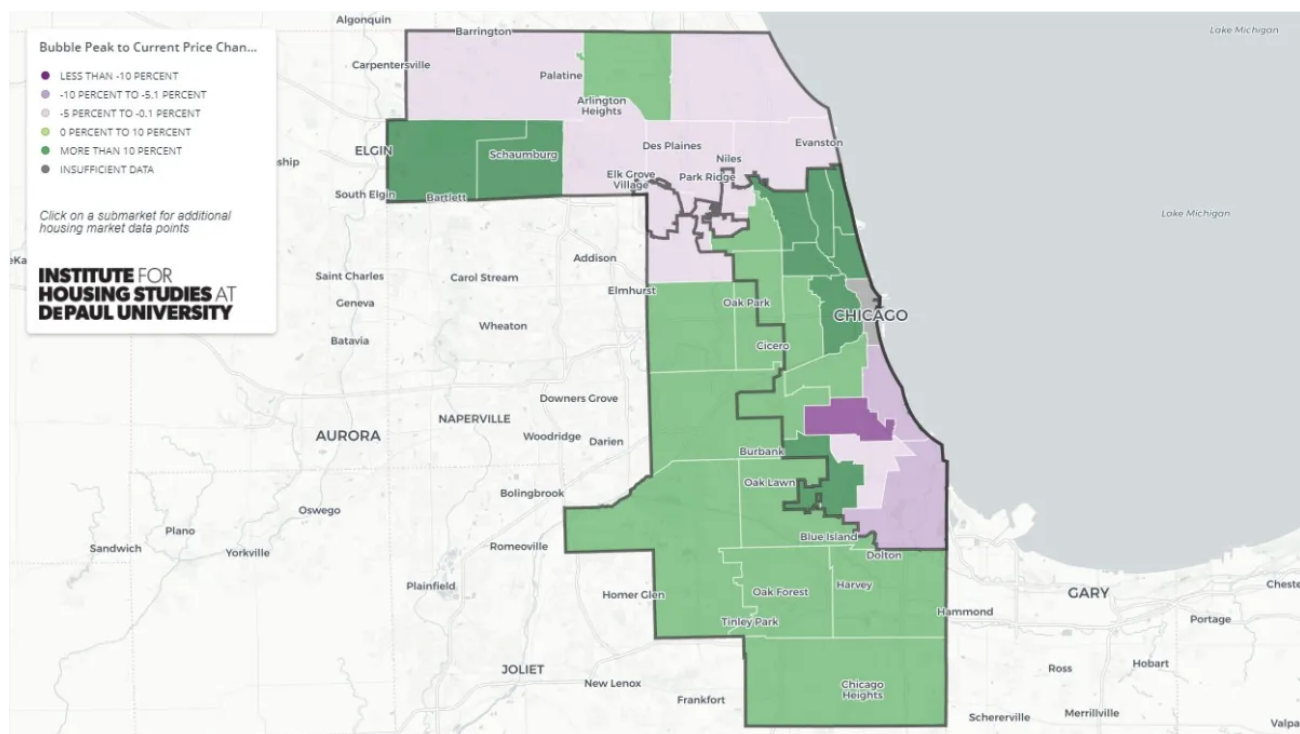 Bubble Peak to Current Price Chan...
LESS THAN -10 PERCENT
-10 PERCENT TO -5.1 PERCENT
-5 PERCENT TO -0.1 PERCENT
0 PERCENT TO 10 PERCENT
MORE THAN 10 PERCENT
INSUFFICIENT DATA
Click on a submarket for additional
housing market data points
INSTITUTE FOR
HOUSING STUDIES AT
DEPAUL UNIVERSITY
Algonquin
Barrington
Lake Michigan
Carpentersville
Palatine
Arlington
Heights
ELGIN
Schaumburg
Des Plaines
Evanston
Niles
ship
Elk Grove
Village
Park Ridge
South Elgin
Bartlett
Lake Michigan
eKa
Addison
Saint Charles
Carol Stream
Elmhurst
Geneva
Oak Park
CHICAGO
Wheaton
Batavia
Cicero
Downers Grove
NAPERVILLE
AURORA
Woodridge
Darien
Burbank
Oak Lawn
Bolingbrook
Oswego
Plano
Blue Island
Sandwich
Yorkville
Romeoville
Dolton
Plainfield
Homer Glen
Oak Forest
Harvey
GARY
Cheste
Hammond
Portage
Tinley Park
JOLIET
New Lenox
Frankfort
Chicago
Heights
Ross
Hobart
Schererville
Merrillville
Valpa